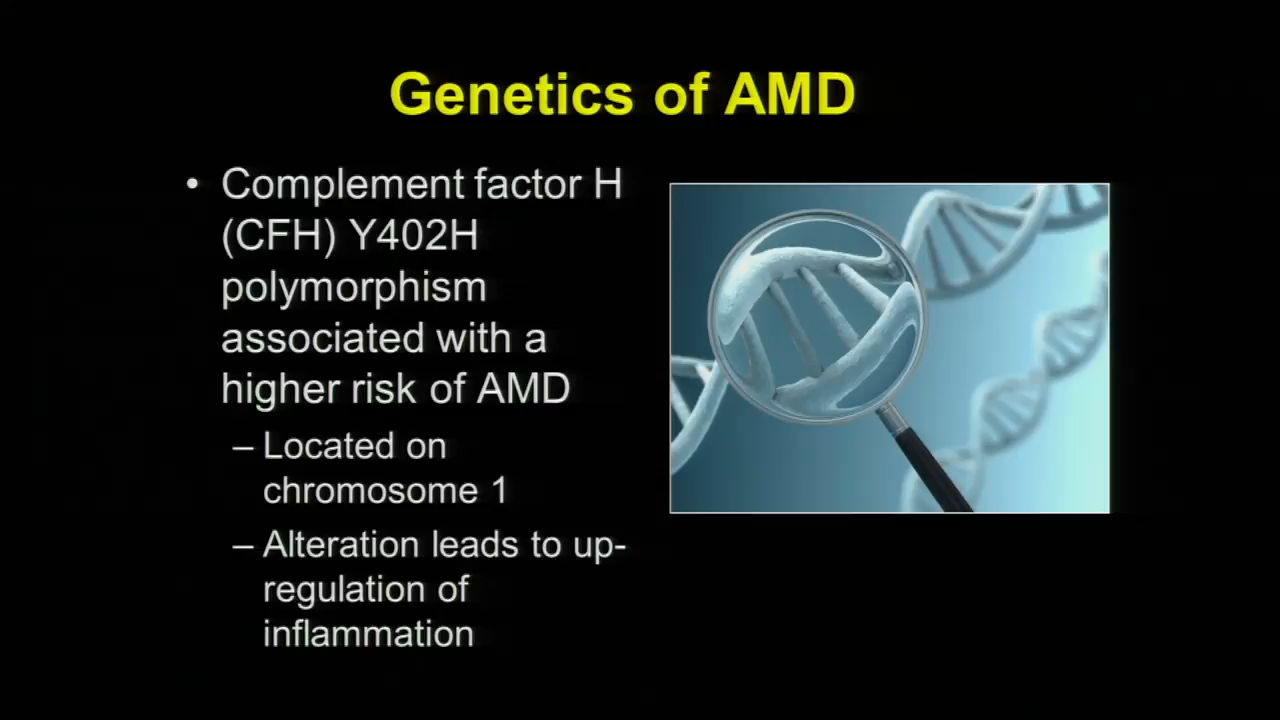 Genetics of AMD
• Complement factor H
(CFH) Y402H
polymorphism
associated with a
higher risk of AMD
– Located on
chromosome 1
– Alteration leads to up-
regulation of
inflammation